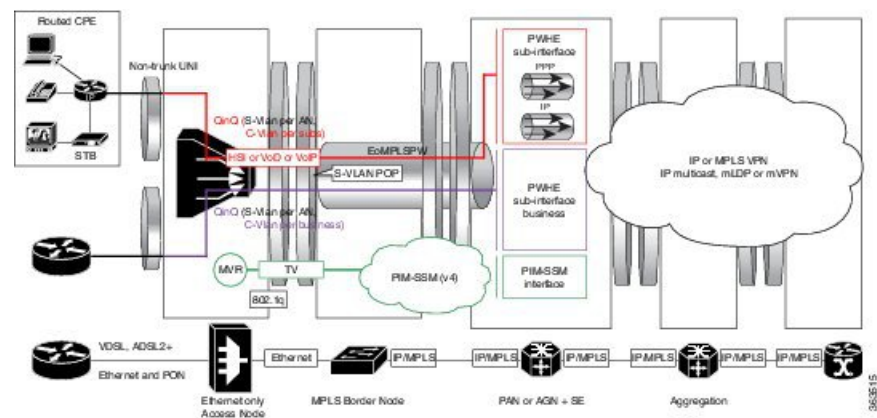 Routed CPE
IP
STB
Non-trunk UNI
QinQ (S-Vlan per AN,
C-Vlan per subs)
HSI or VoD or VoIP
EoMPLSPW
S-VLAN POP
QinQ (S-Vlan per AN,
C-Vlan per business)
MVR
TV
802.1q
PIM-SSM (v4)
PWHE
sub-interface
PPP
IP
PWHE
sub-interface
business
PIM-SSM
interface
IP or MPLS VPN
IP multicast, mLDP or mVPN
VDSL, ADSL2+
Ethernet and PON
Ethernet only
Access Node
Ethernet
MPLS Border Node
IP/MPLS
IP/MPLS
PAN or AGN + SE
IP/MPLS
IP/MPLS
Aggregation
IP/MPLS
IP/MPLS
363515